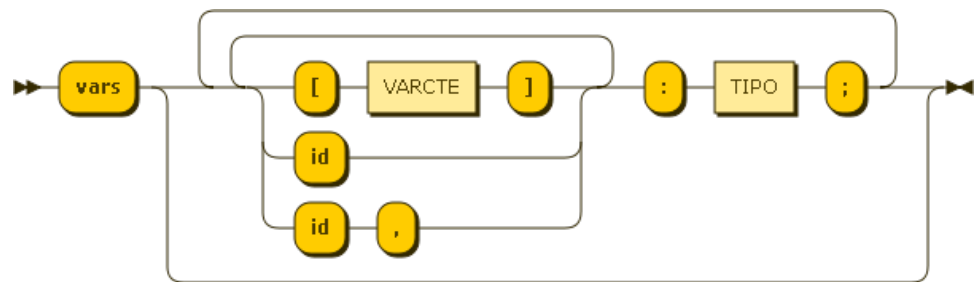 vars [ VARCTE ] : TIPO ;
id
id ,